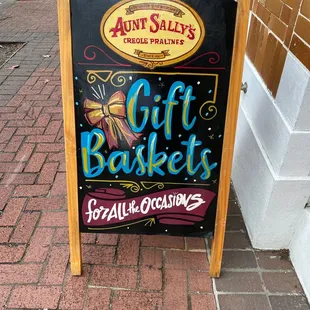 AUNT SALLY'S
CREOLE PRALINES
Gift
Baskets
for ALL the OCCASIONS